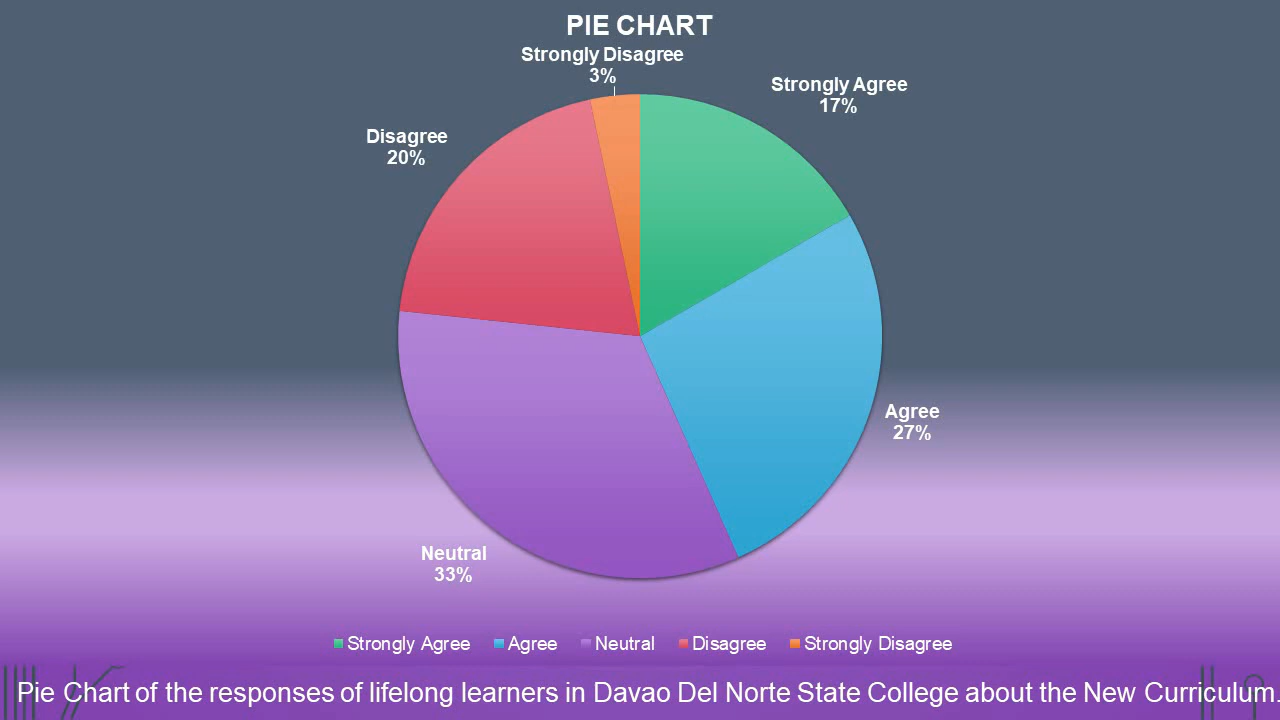 PIE CHART
Strongly Disagree
3%
Strongly Agree
17%
Disagree
20%
Agree
27%
Neutral
33%
Strongly Agree Agree Neutral Disagree Strongly Disagree
Pie Chart of the responses of lifelong learners in Davao Del Norte State College about the New Curriculum.